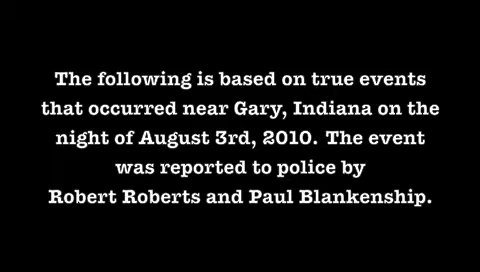 The following is based on true events
that occurred near Gary, Indiana on the
night of August 3rd, 2010. The event
was reported to police by
Robert Roberts and Paul Blankenship.